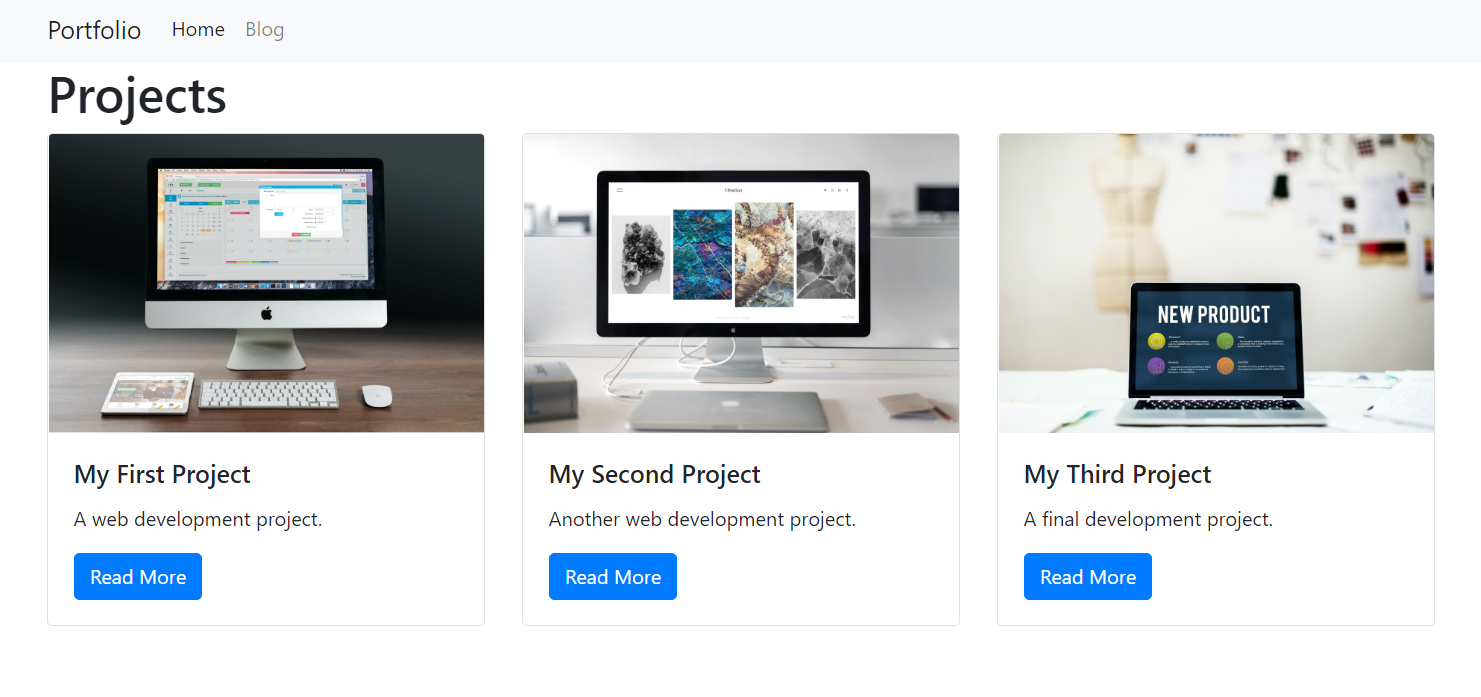 Portfolio Home Blog
Projects
NEW PRODUCT
My First Project
My Second Project
My Third Project
A web development project.
Another web development project.
A final development project.
Read More
Read More
Read More